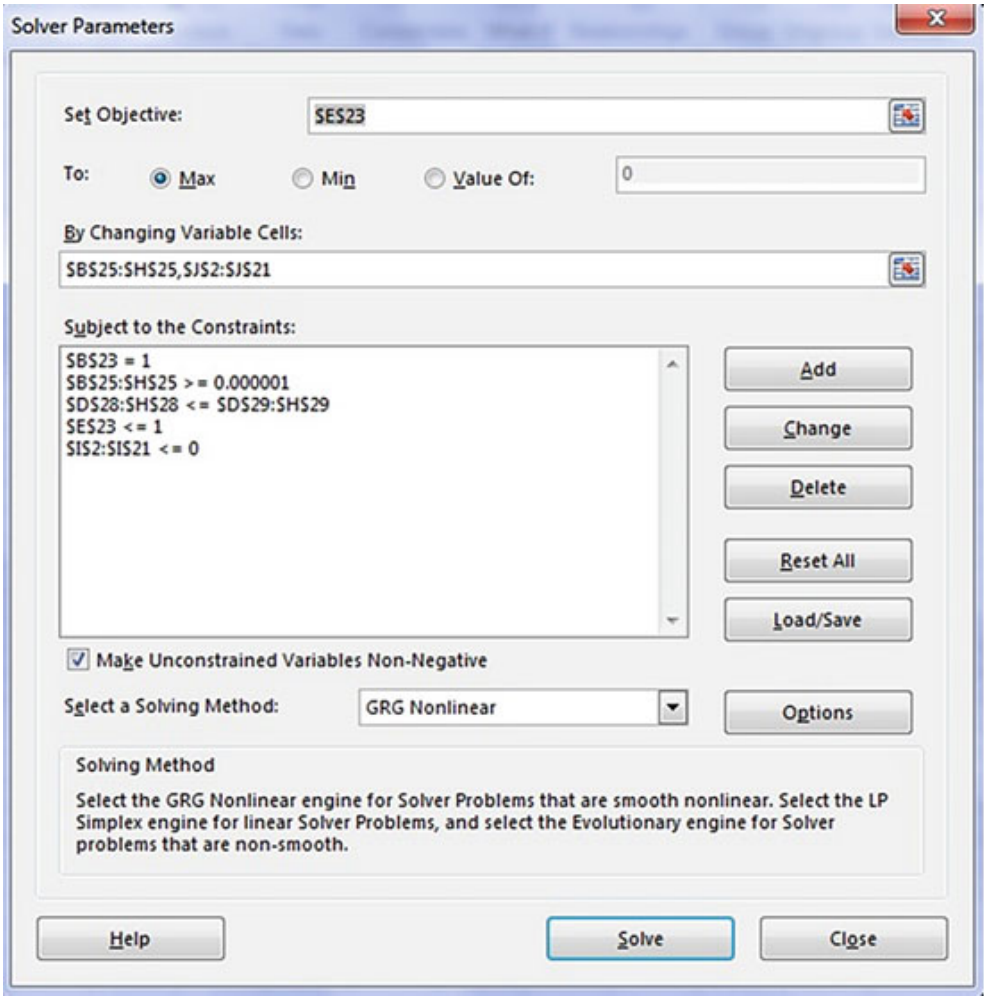 Solver Parameters
Set Objective: $E$23
To: Max Min Value Of: 0
By Changing Variable Cells:
$B$25:$H$25,$J$2:$J$21
Subject to the Constraints:
$B$23 = 1
$B$25:$H$25 >= 0.000001
$D$28:$H$28 <= $D$29:$H$29
$E$23 <= 1
$I$2:$I$21 <= 0
Add
Change
Delete
Reset All
Load/Save
Make Unconstrained Variables Non-Negative
Select a Solving Method: GRG Nonlinear Options
Solving Method
Select the GRG Nonlinear engine for Solver Problems that are smooth nonlinear. Select the LP
Simplex engine for linear Solver Problems, and select the Evolutionary engine for Solver
problems that are non-smooth.
Help Solve Close